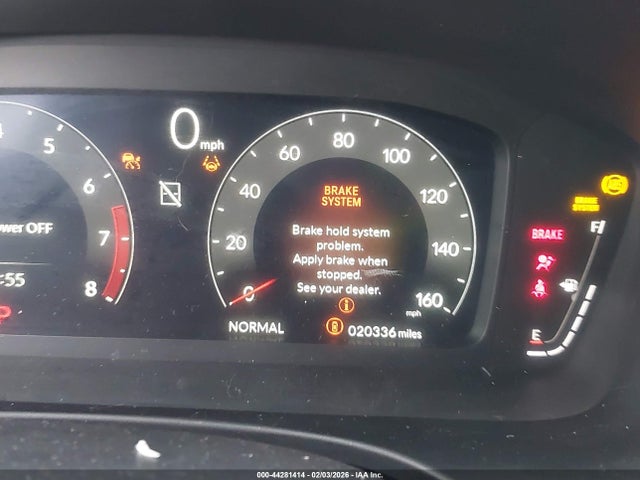 4
5
6
7
8
ower OFF
:55
0 mph
0
20
40
60
80
100
120
140
160
mph
BRAKE
SYSTEM
Brake hold system
problem.
Apply brake when
stopped.
See your dealer.
NORMAL
020336 miles
BRAKE
SYSTEM
BRAKE
F
E
000-44281414 - 02/03/2026 - IAA Inc.